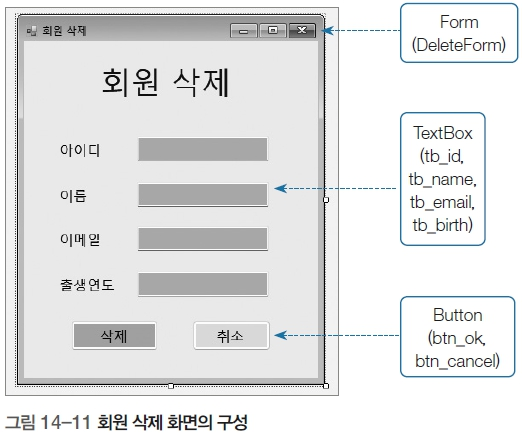 회원 삭제
회원 삭제
아이디
이름
이메일
출생연도
삭제
취소
Form
(DeleteForm)
TextBox
(tb_id,
tb_name,
tb_email,
tb_birth)
Button
(btn_ok,
btn_cancel)
그림 14-11 회원 삭제 화면의 구성